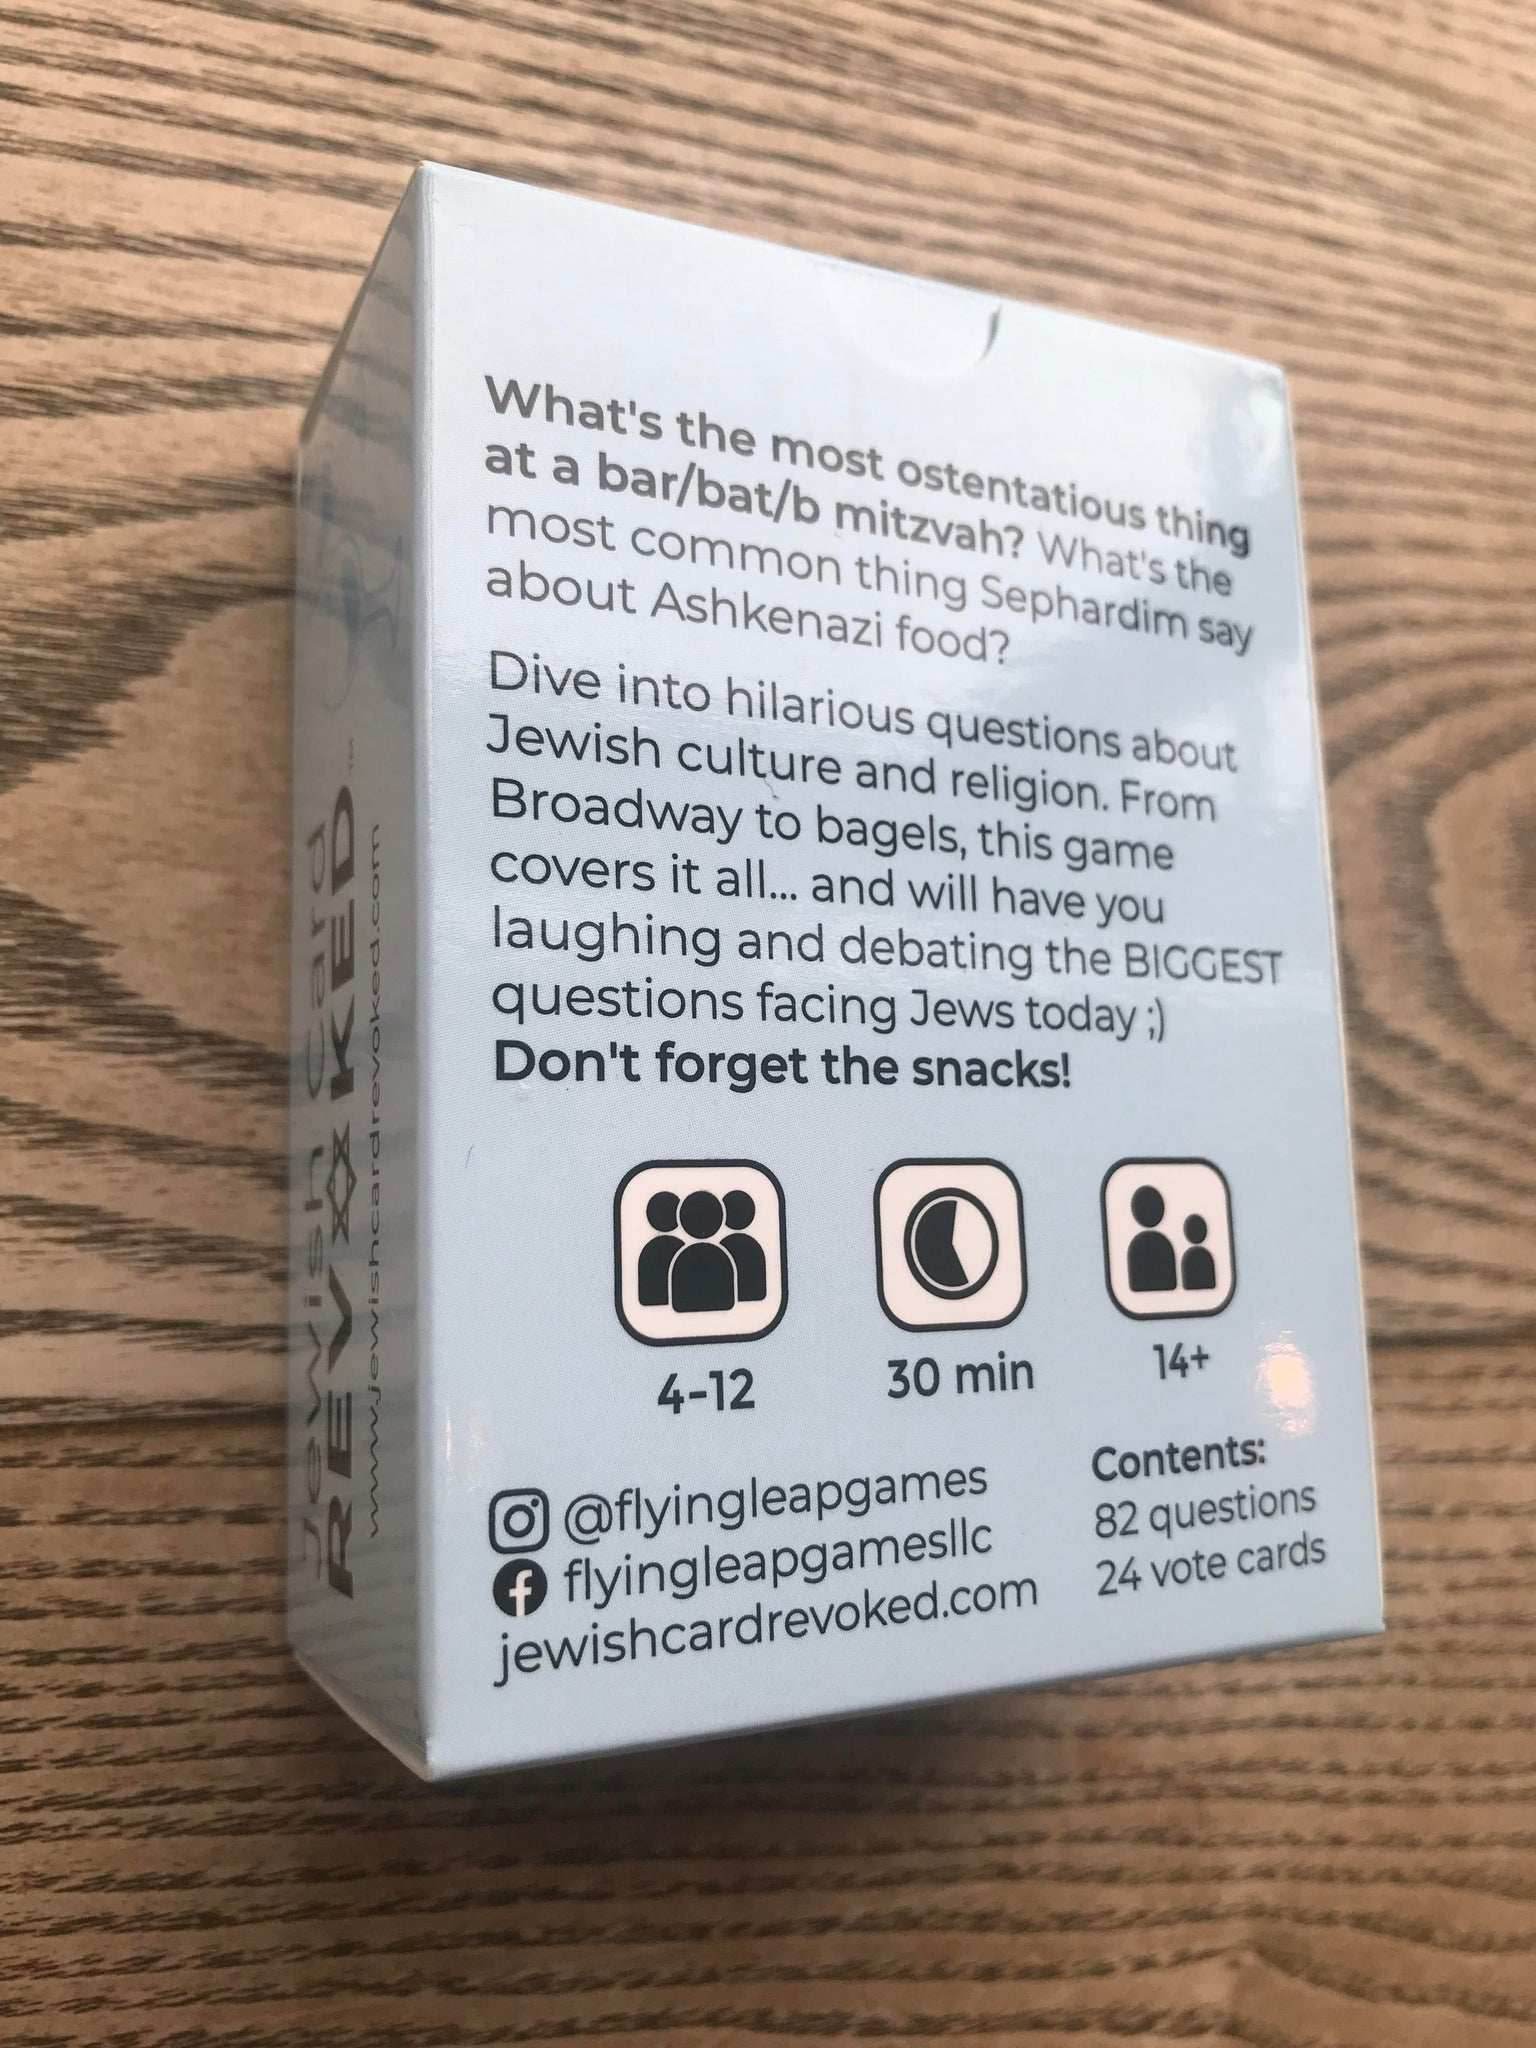 What's the most ostentatious thing
at a bar/bat/b mitzvah? What's the
most common thing Sephardim say
about Ashkenazi food?
Dive into hilarious questions about
Jewish culture and religion. From
Broadway to bagels, this game
covers it all... and will have you
laughing and debating the BIGGEST
questions facing Jews today ;)
Don't forget the snacks!
4-12
30 min
14+
@flyingleapgames
flyingleapgamesllc
jewishcardrevoked.com
Contents:
82 questions
24 vote cards
Jewish Card
REV✡KED™
www.jewishcardrevoked.com